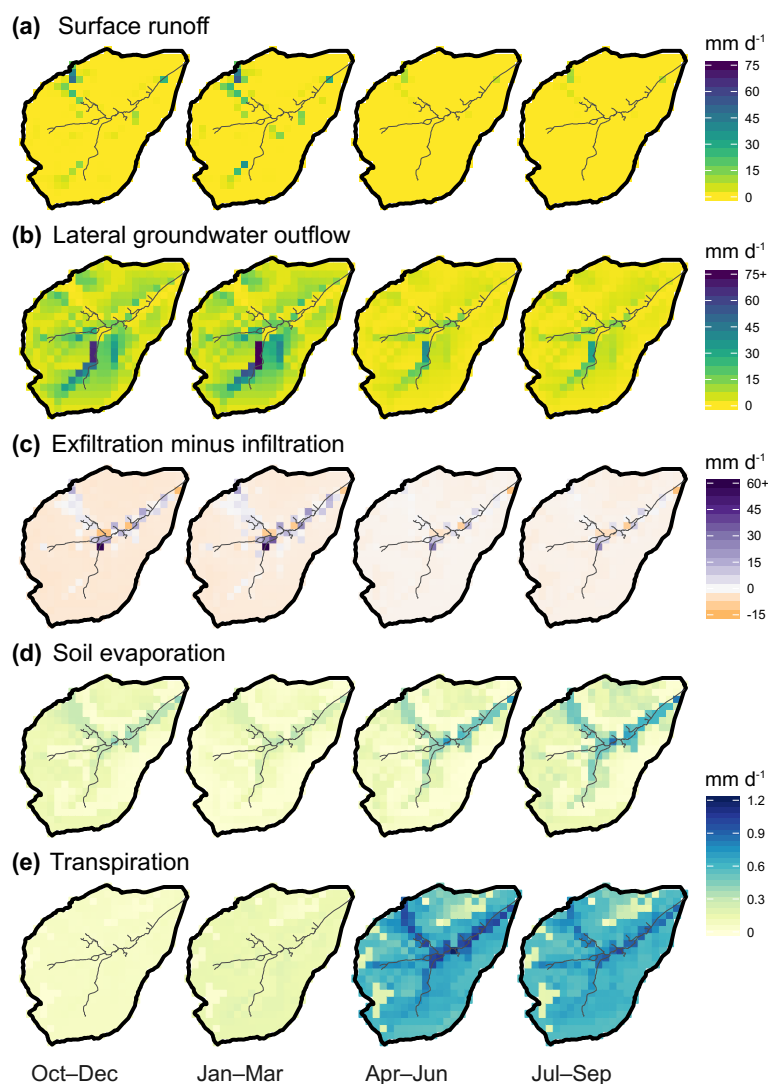 (a) Surface runoff
mm d⁻¹
75
60
45
30
15
0
(b) Lateral groundwater outflow
mm d⁻¹
75+
60
45
30
15
0
(c) Exfiltration minus infiltration
mm d⁻¹
60+
45
30
15
0
-15
(d) Soil evaporation
mm d⁻¹
1.2
0.9
0.6
0.3
0
(e) Transpiration
Oct–Dec Jan–Mar Apr–Jun Jul–Sep